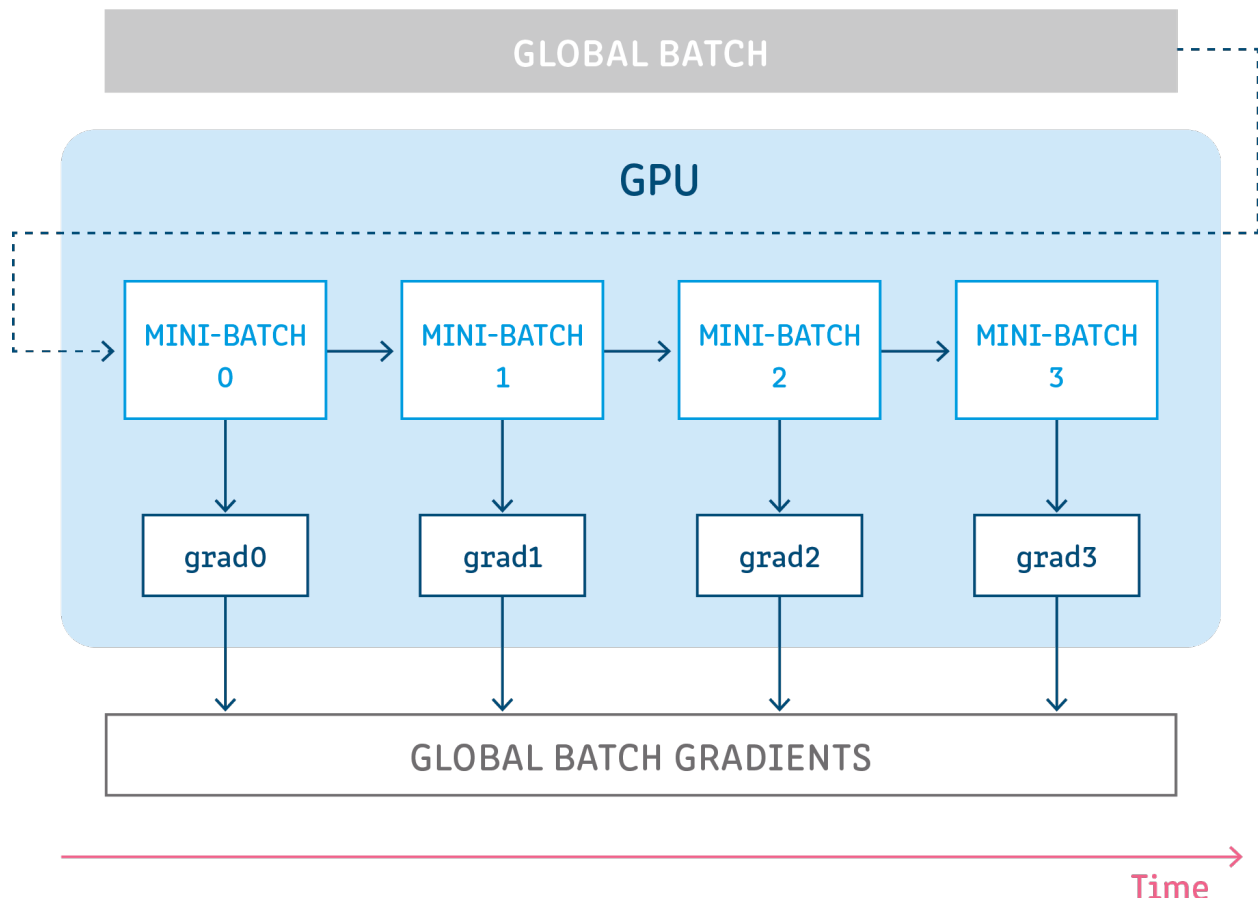 GLOBAL BATCH
GPU
MINI-BATCH
0
MINI-BATCH
1
MINI-BATCH
2
MINI-BATCH
3
grad0
grad1
grad2
grad3
GLOBAL BATCH GRADIENTS
Time